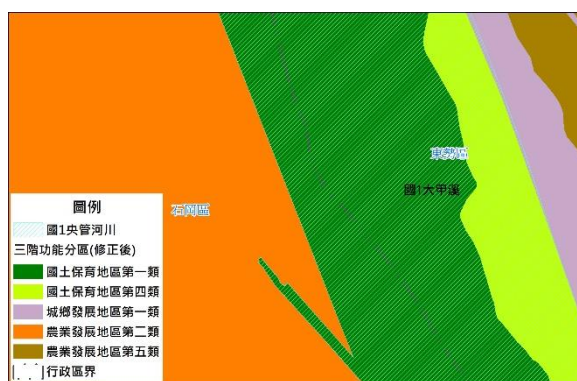 東勢區
國1大甲溪
石岡區
圖例
國1央管河川
三階功能分區(修正後)
國土保育地區第一類
國土保育地區第四類
城鄉發展地區第一類
農業發展地區第二類
農業發展地區第五類
行政區界